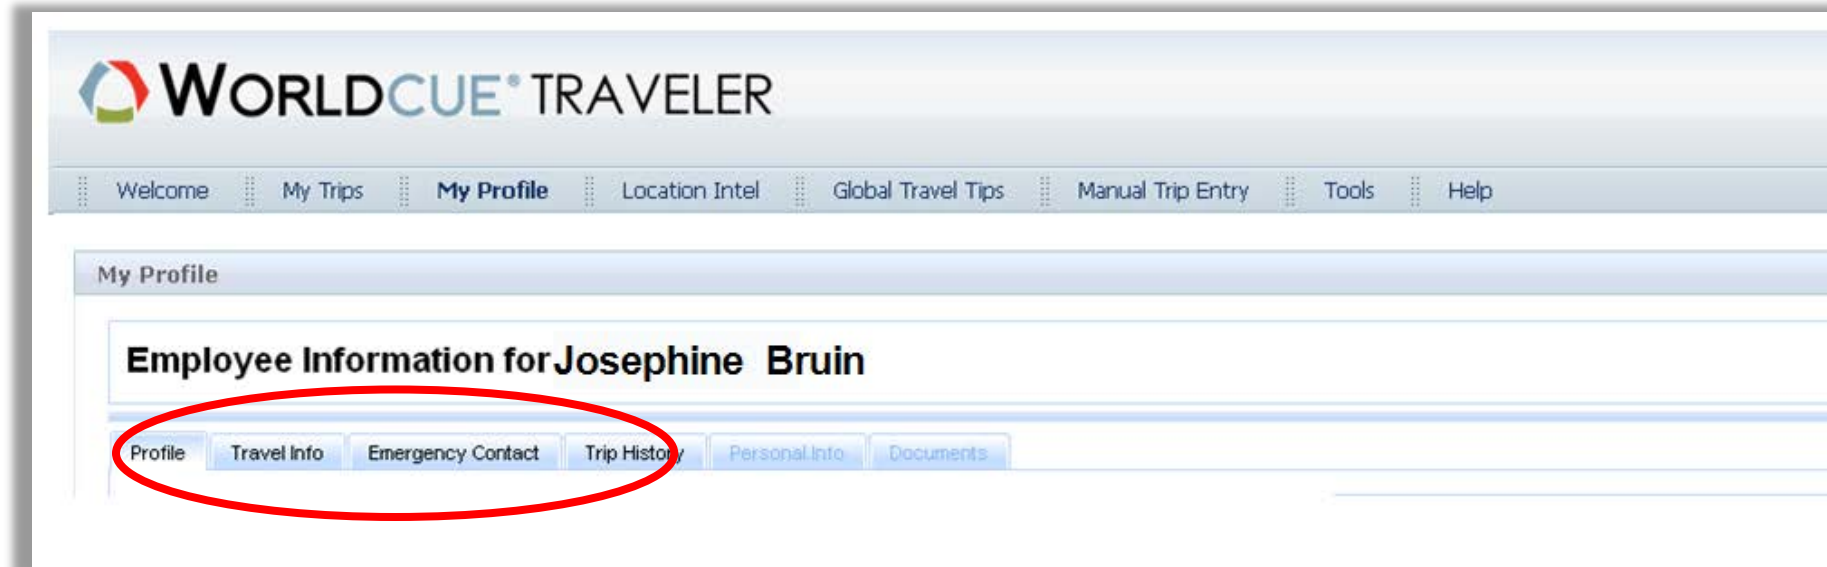 WORLDCUE® TRAVELER
Welcome My Trips My Profile Location Intel Global Travel Tips Manual Trip Entry Tools Help
My Profile
Employee Information for Josephine Bruin
Profile Travel Info Emergency Contact Trip History Personal Info Documents